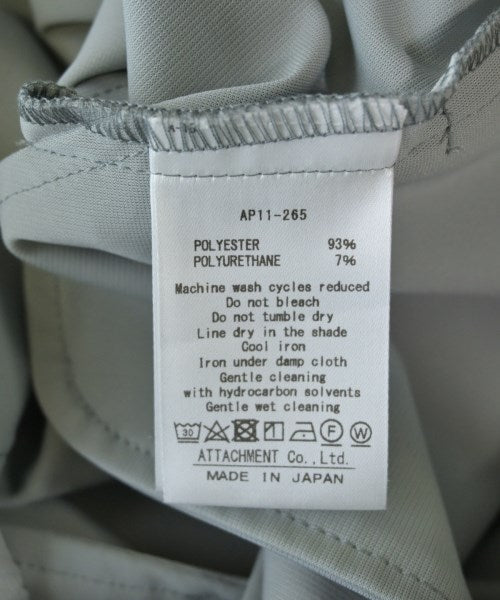 AP11-265
POLYESTER 93%
POLYURETHANE 7%
Machine wash cycles reduced
Do not bleach
Do not tumble dry
Line dry in the shade
Cool iron
Iron under damp cloth
Gentle cleaning
with hydrocarbon solvents
Gentle wet cleaning
30 F W
ATTACHMENT Co.,Ltd.
MADE IN JAPAN